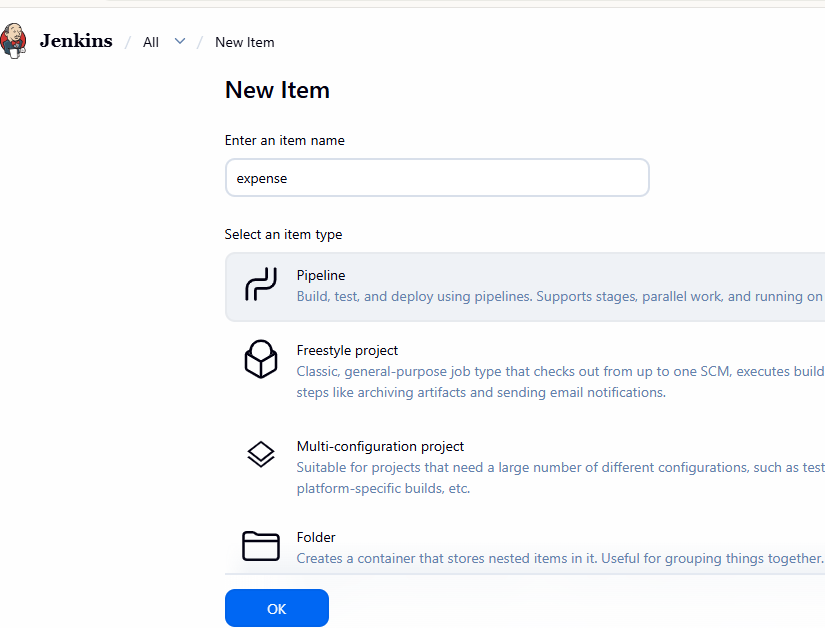 Jenkins / All / New Item
New Item
Enter an item name
expense
Select an item type
Pipeline
Build, test, and deploy using pipelines. Supports stages, parallel work, and running on
Freestyle project
Classic, general-purpose job type that checks out from up to one SCM, executes build
steps like archiving artifacts and sending email notifications.
Multi-configuration project
Suitable for projects that need a large number of different configurations, such as test
platform-specific builds, etc.
Folder
Creates a container that stores nested items in it. Useful for grouping things together.
OK